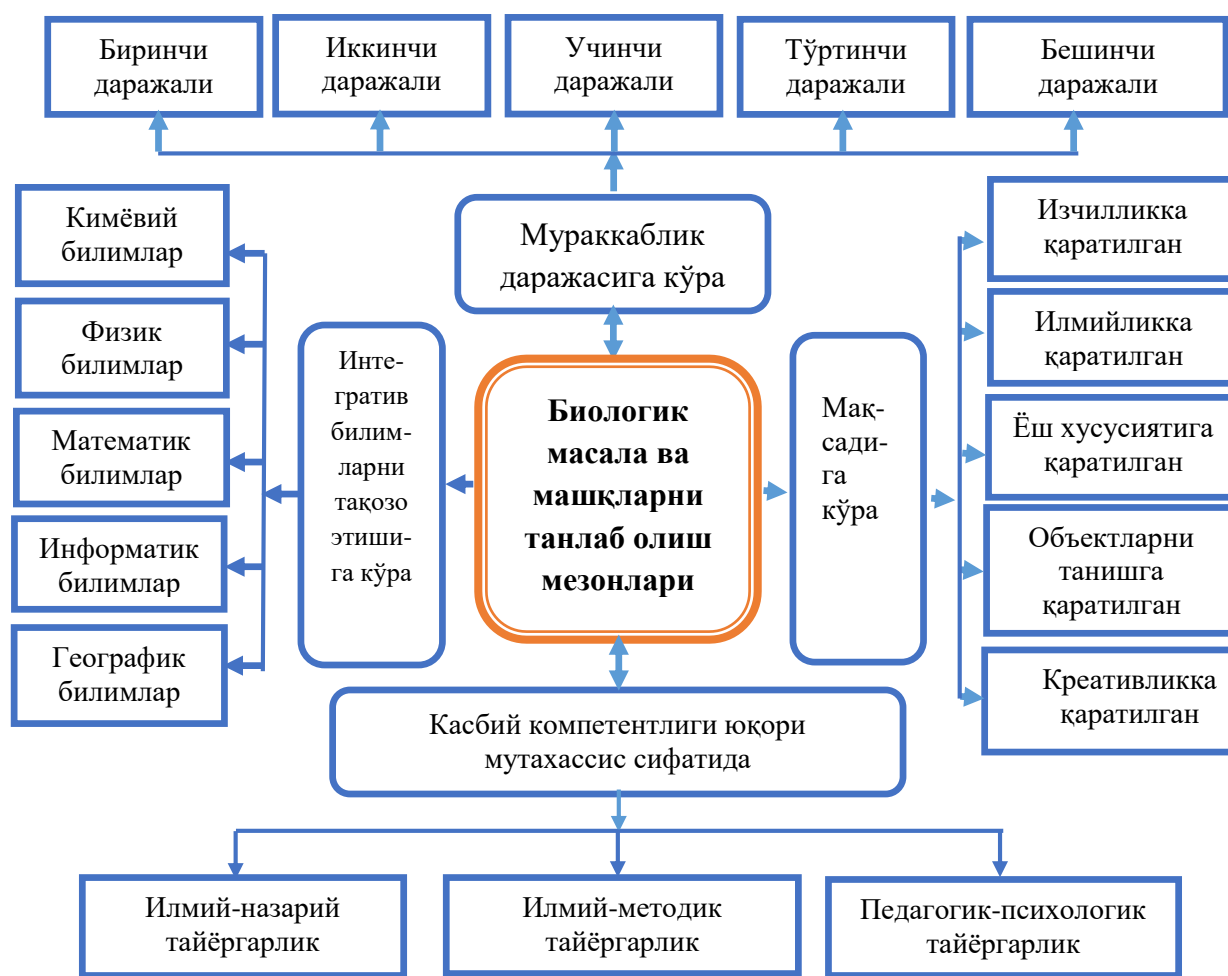 Биринчи
даражали
Иккинчи
даражали
Учинчи
даражали
Тўртинчи
даражали
Бешинчи
даражали
Мураккаблик
даражасига кўра
Кимёвий
билимлар
Физик
билимлар
Математик
билимлар
Информатик
билимлар
Географик
билимлар
Инте-
гратив
билим-
ларни
тақозо
этиши-
га кўра
Биологик
масала ва
машқларни
танлаб олиш
мезонлари
Мақ-
сади-
га
кўра
Изчилликка
қаратилган
Илмийликка
қаратилган
Ёш хусусиятига
қаратилган
Объектларни
танишга
қаратилган
Креативликка
қаратилган
Касбий компетентлиги юқори
мутахассис сифатида
Илмий-назарий
тайёргарлик
Илмий-методик
тайёргарлик
Педагогик-психологик
тайёргарлик